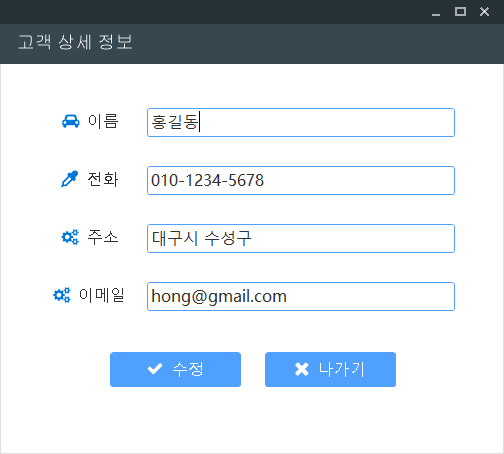 고객 상세 정보
이름 홍길동
전화 010-1234-5678
주소 대구시 수성구
이메일 hong@gmail.com
수정 나가기